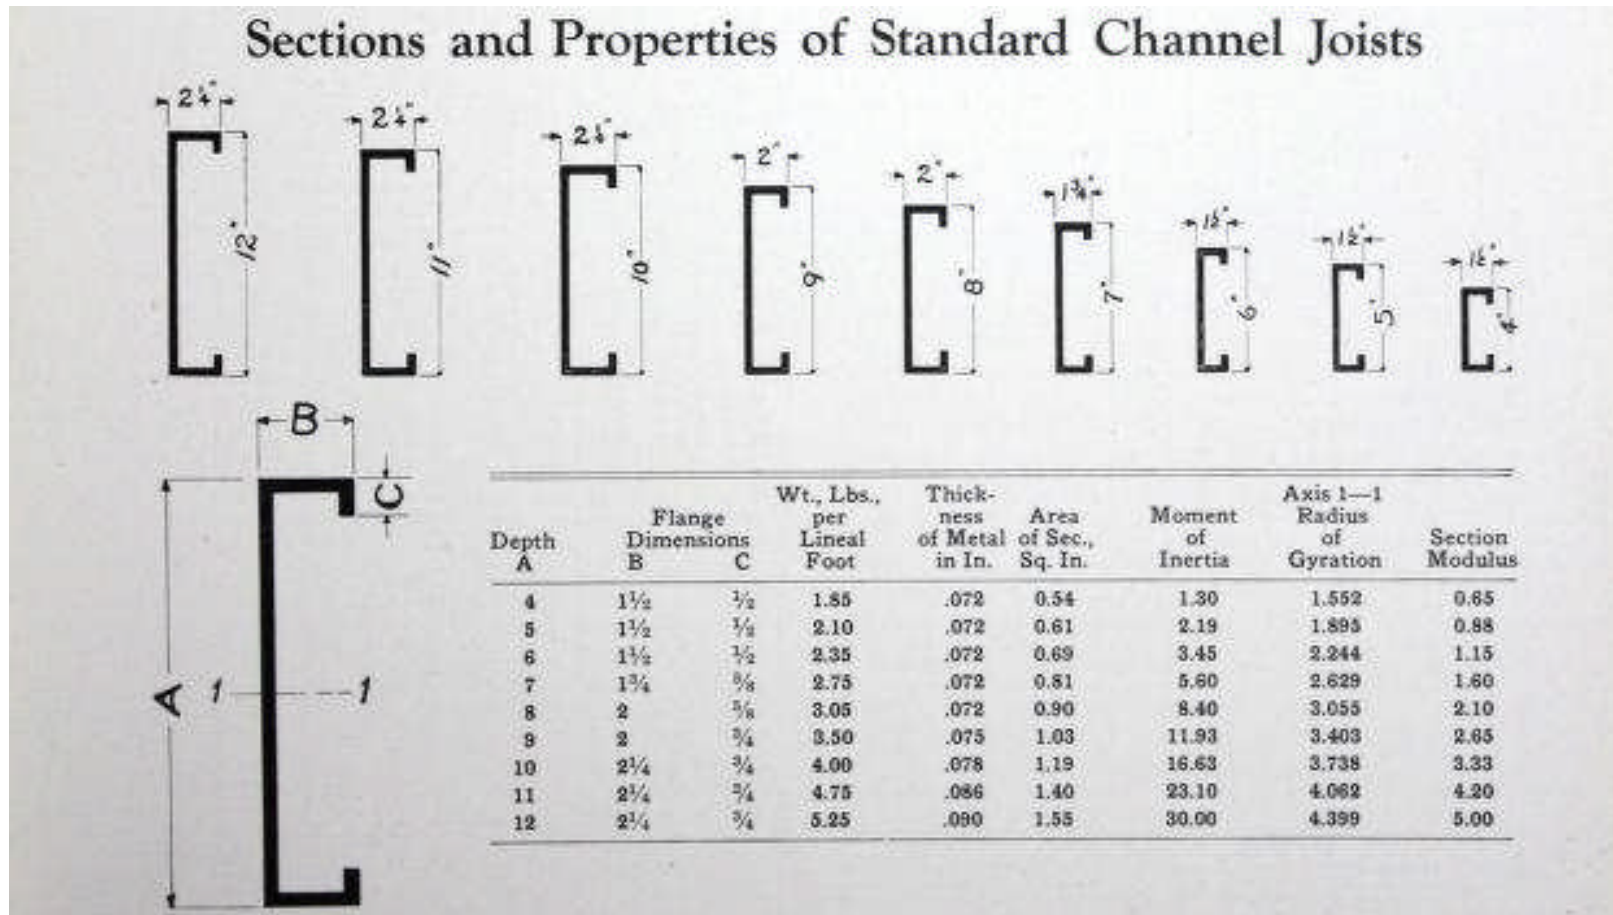 Sections and Properties of Standard Channel Joists
2¼" 2¼" 2¼" 2" 2" 1¾" 1½" 1½" 1½"
12" 11" 10" 9" 8" 7" 6" 5" 4"
B
C
A
1 1
Wt., Lbs., Thick- Axis 1—1
Flange per ness Area Moment Radius
Depth Dimensions Lineal of Metal of Sec., of of Section
A B C Foot in In. Sq. In. Inertia Gyration Modulus
4 1½ ½ 1.85 .072 0.54 1.30 1.552 0.65
5 1½ ½ 2.10 .072 0.61 2.19 1.895 0.88
6 1½ ½ 2.35 .072 0.69 3.45 2.244 1.15
7 1¾ ⅝ 2.75 .072 0.81 5.60 2.629 1.60
8 2 ⅝ 3.05 .072 0.90 8.40 3.055 2.10
9 2 ¾ 3.50 .075 1.03 11.93 3.403 2.65
10 2¼ ¾ 4.00 .078 1.19 16.63 3.738 3.33
11 2¼ ¾ 4.75 .086 1.40 23.10 4.062 4.20
12 2¼ ¾ 5.25 .090 1.55 30.00 4.399 5.00